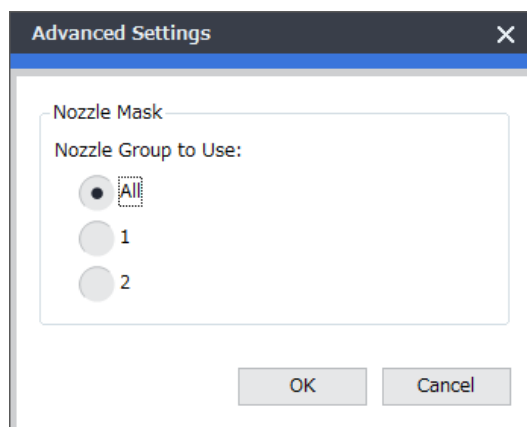 Advanced Settings
Nozzle Mask
Nozzle Group to Use:
All
1
2
OK
Cancel